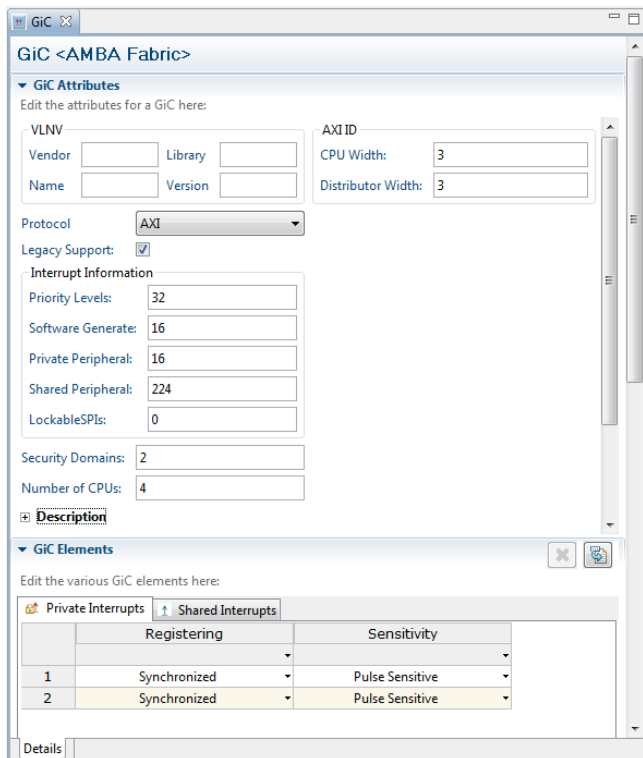 GiC
GiC <AMBA Fabric>
GiC Attributes
Edit the attributes for a GiC here:
VLNV
Vendor
Library
Name
Version
AXI ID
CPU Width: 3
Distributor Width: 3
Protocol AXI
Legacy Support:
Interrupt Information
Priority Levels: 32
Software Generate: 16
Private Peripheral: 16
Shared Peripheral: 224
LockableSPIs: 0
Security Domains: 2
Number of CPUs: 4
Description
GiC Elements
Edit the various GiC elements here:
Private Interrupts Shared Interrupts
Registering Sensitivity
1 Synchronized Pulse Sensitive
2 Synchronized Pulse Sensitive
Details